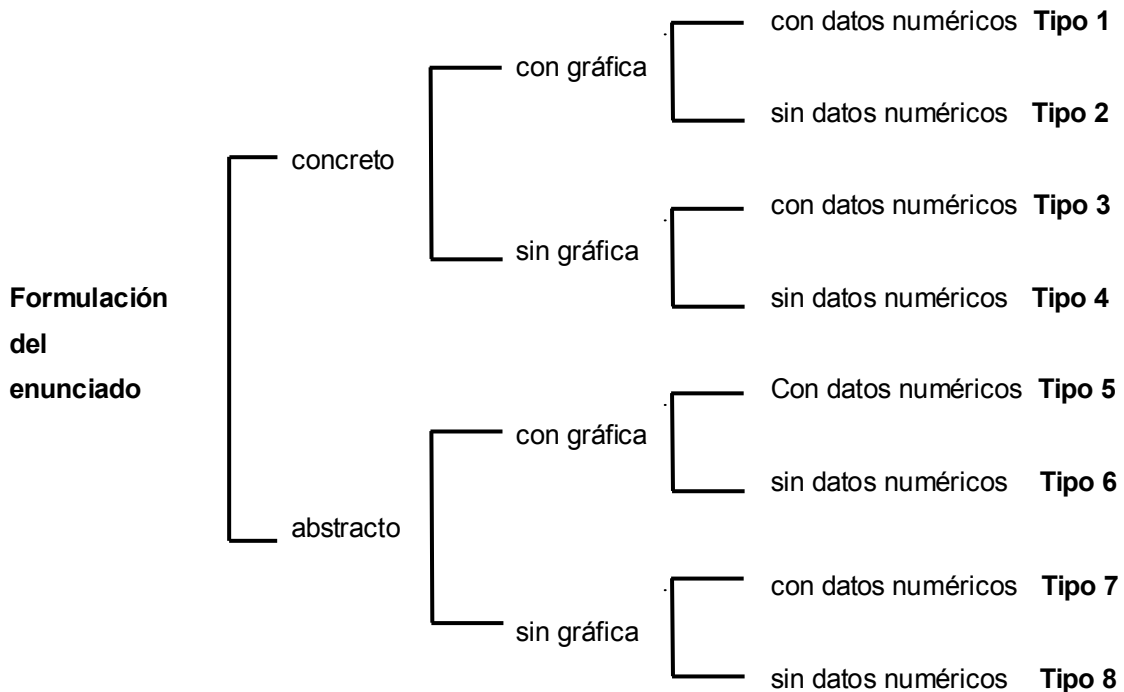 con datos numéricos Tipo 1
con gráfica
sin datos numéricos Tipo 2
concreto
con datos numéricos Tipo 3
sin gráfica
sin datos numéricos Tipo 4
Formulación
del
enunciado
Con datos numéricos Tipo 5
con gráfica
sin datos numéricos Tipo 6
abstracto
con datos numéricos Tipo 7
sin gráfica
sin datos numéricos Tipo 8